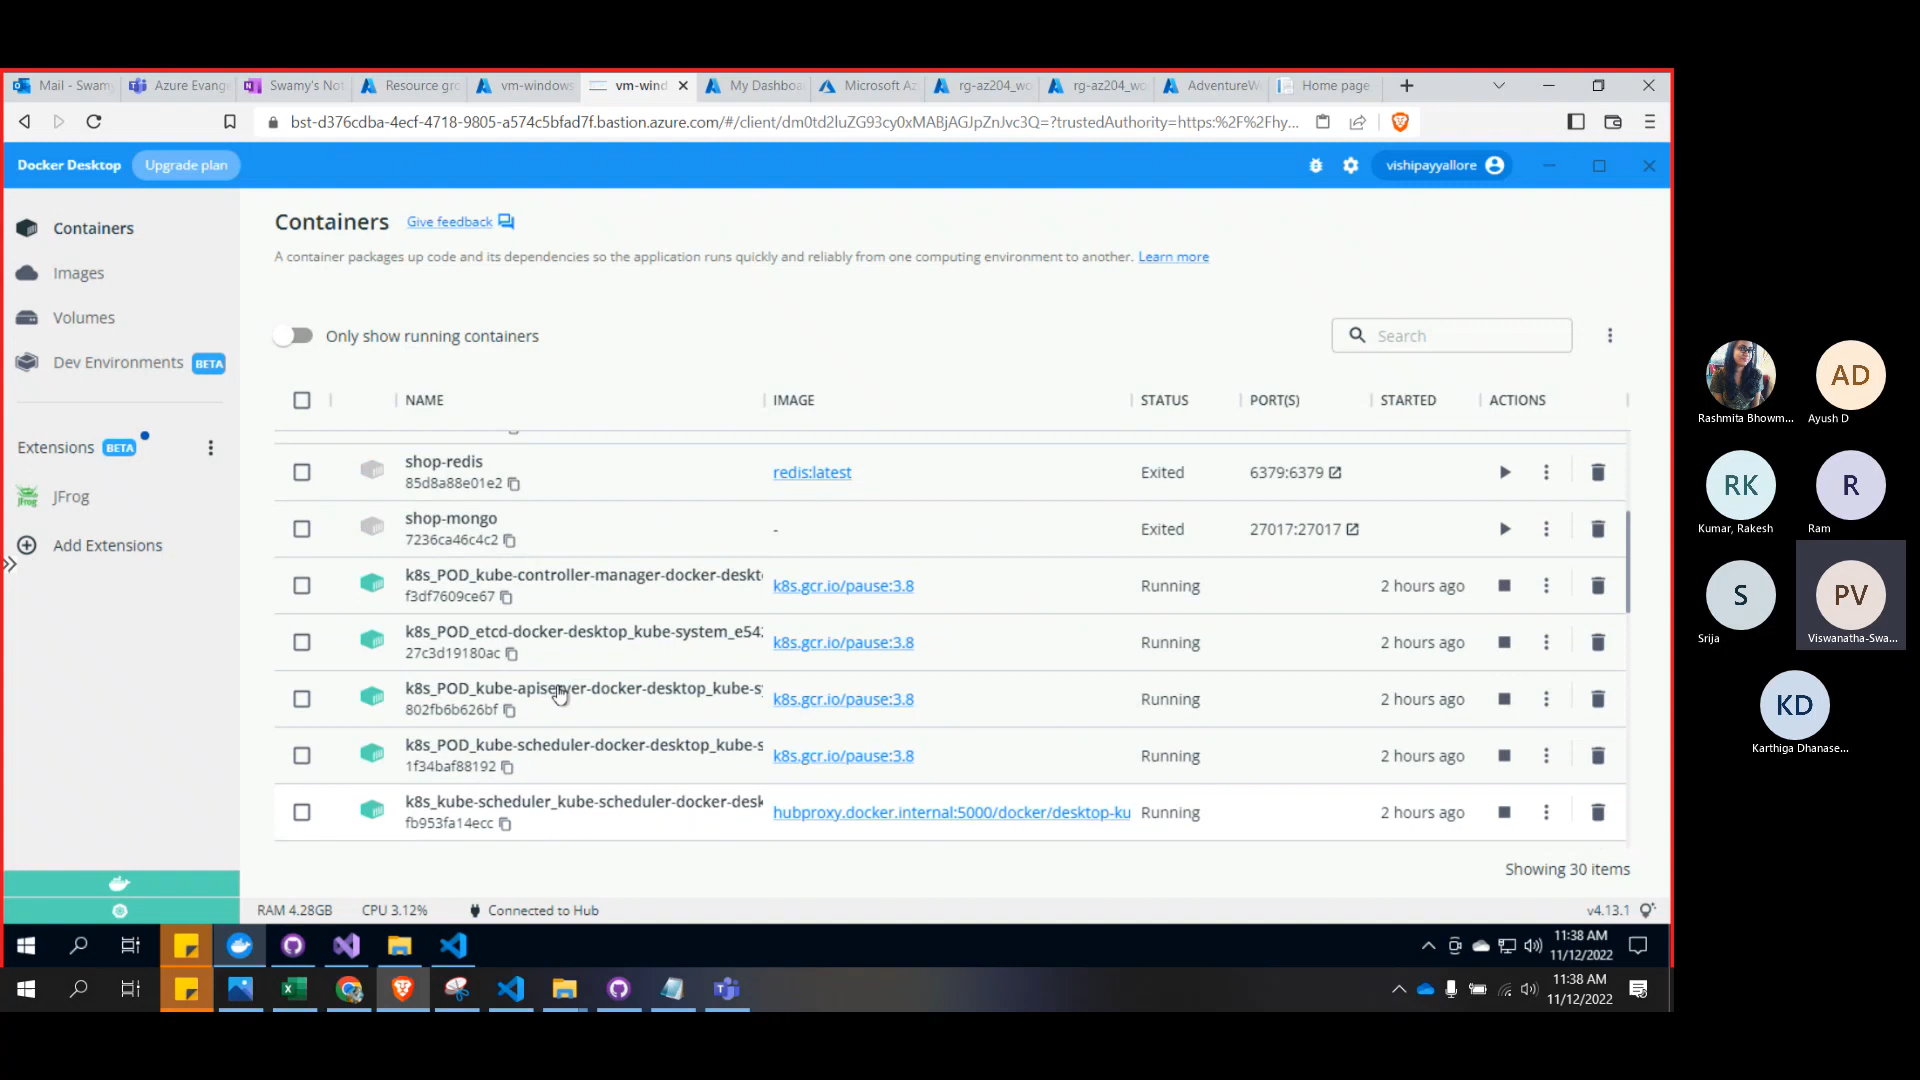 Mail - Swamy
Azure Evange
Swamy's Not
Resource gro
vm-windows
vm-wind
My Dashboa
Microsoft Az
rg-az204_wo
rg-az204_wo
AdventureW
Home page
bst-d376cdba-4ecf-4718-9805-a574c5bfad7f.bastion.azure.com/#/client/dm0td2luZG93cy0xMABjAGJpZnJvc3Q=?trustedAuthority=https:%2F%2Fhy...
Docker Desktop
Upgrade plan
vishipayyallore
Containers
Images
Volumes
Dev Environments BETA
Extensions BETA
JFrog
Add Extensions
Containers
Give feedback
A container packages up code and its dependencies so the application runs quickly and reliably from one computing environment to another. Learn more
Only show running containers
Search
NAME IMAGE STATUS PORT(S) STARTED ACTIONS
shop-redis
85d8a88e01e2
redis:latest Exited 6379:6379
shop-mongo
7236ca46c4c2
- Exited 27017:27017
k8s_POD_kube-controller-manager-docker-deskt
f3df7609ce67
k8s.gcr.io/pause:3.8 Running 2 hours ago
k8s_POD_etcd-docker-desktop_kube-system_e542
27c3d19180ac
k8s.gcr.io/pause:3.8 Running 2 hours ago
k8s_POD_kube-apiserver-docker-desktop_kube-sy
802fb6b626bf
k8s.gcr.io/pause:3.8 Running 2 hours ago
k8s_POD_kube-scheduler-docker-desktop_kube-s
1f34baf88192
k8s.gcr.io/pause:3.8 Running 2 hours ago
k8s_kube-scheduler_kube-scheduler-docker-desk
fb953fa14ecc
hubproxy.docker.internal:5000/docker/desktop-ku Running 2 hours ago
Showing 30 items
RAM 4.28GB CPU 3.12% Connected to Hub
v4.13.1
11:38 AM
11/12/2022
11:38 AM
11/12/2022
Rashmita Bhowm...
AD
Ayush D
RK
Kumar, Rakesh
R
Ram
S
Srija
PV
Viswanatha-Swa...
KD
Karthiga Dhanase...